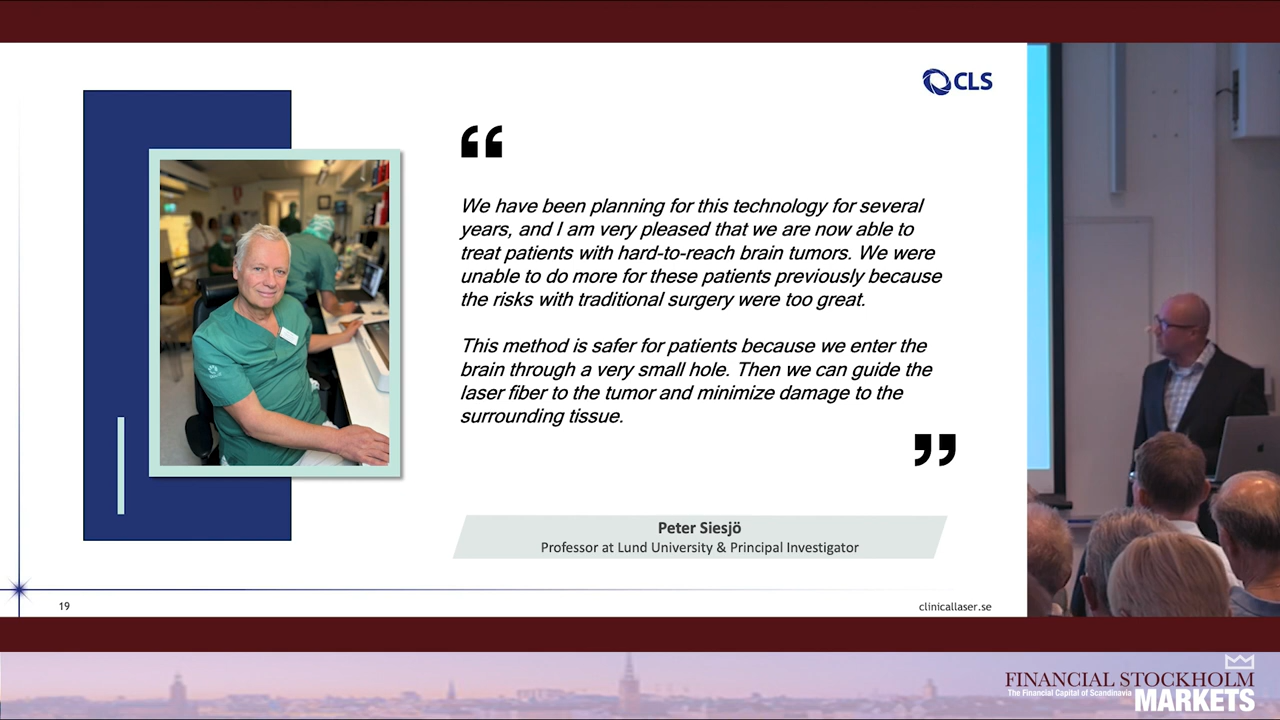 CLS
“
We have been planning for this technology for several
years, and I am very pleased that we are now able to
treat patients with hard-to-reach brain tumors. We were
unable to do more for these patients previously because
the risks with traditional surgery were too great.
This method is safer for patients because we enter the
brain through a very small hole. Then we can guide the
laser fiber to the tumor and minimize damage to the
surrounding tissue.
”
Peter Siesjö
Professor at Lund University & Principal Investigator
19
clinicallaser.se
FINANCIAL STOCKHOLM
The Financial Capital of Scandinavia
MARKETS